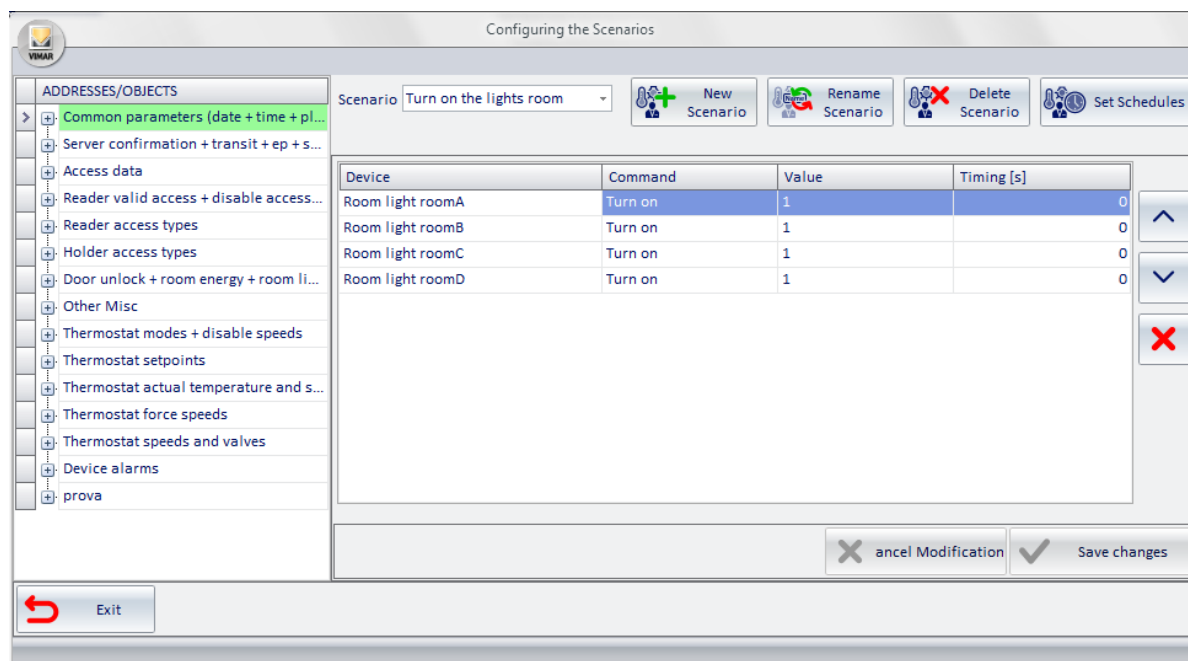 Configuring the Scenarios
VIMAR
ADDRESSES/OBJECTS
Common parameters (date + time + pl...
Server confirmation + transit + ep + s...
Access data
Reader valid access + disable access...
Reader access types
Holder access types
Door unlock + room energy + room li...
Other Misc
Thermostat modes + disable speeds
Thermostat setpoints
Thermostat actual temperature and s...
Thermostat force speeds
Thermostat speeds and valves
Device alarms
prova
Scenario Turn on the lights room
New
Scenario
Rename
Scenario
Delete
Scenario
Set Schedules
Device Command Value Timing [s]
Room light roomA Turn on 1 0
Room light roomB Turn on 1 0
Room light roomC Turn on 1 0
Room light roomD Turn on 1 0
ancel Modification
Save changes
Exit